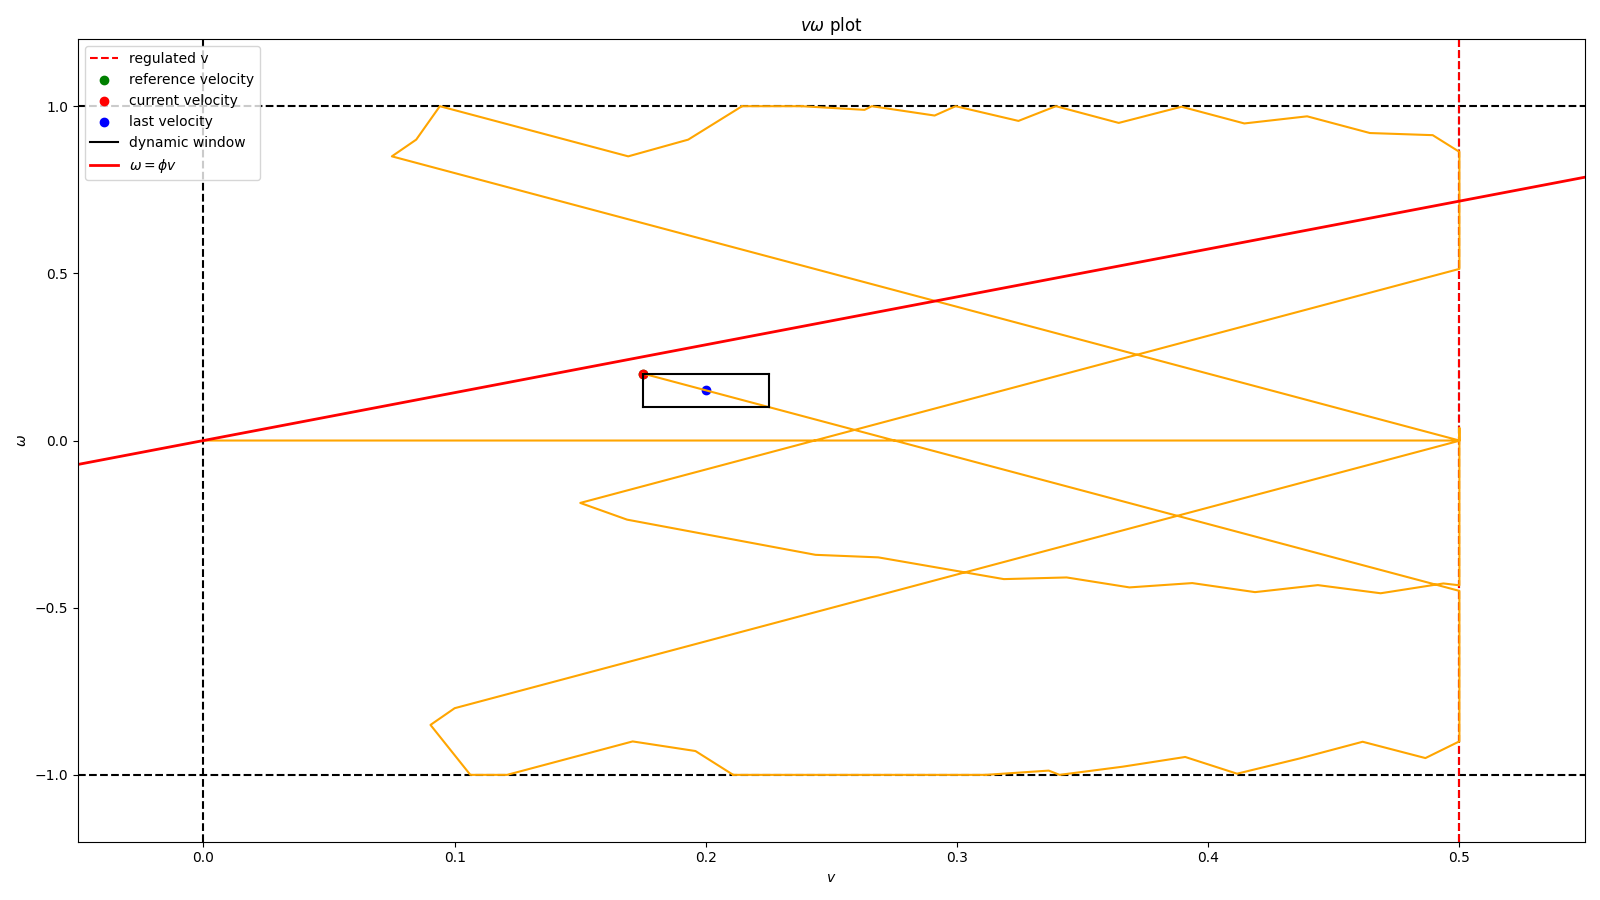 vω plot
regulated v
reference velocity
current velocity
last velocity
dynamic window
ω = ϕv
1.0
0.5
0.0
−0.5
−1.0
ω
0.0 0.1 0.2 0.3 0.4 0.5
v